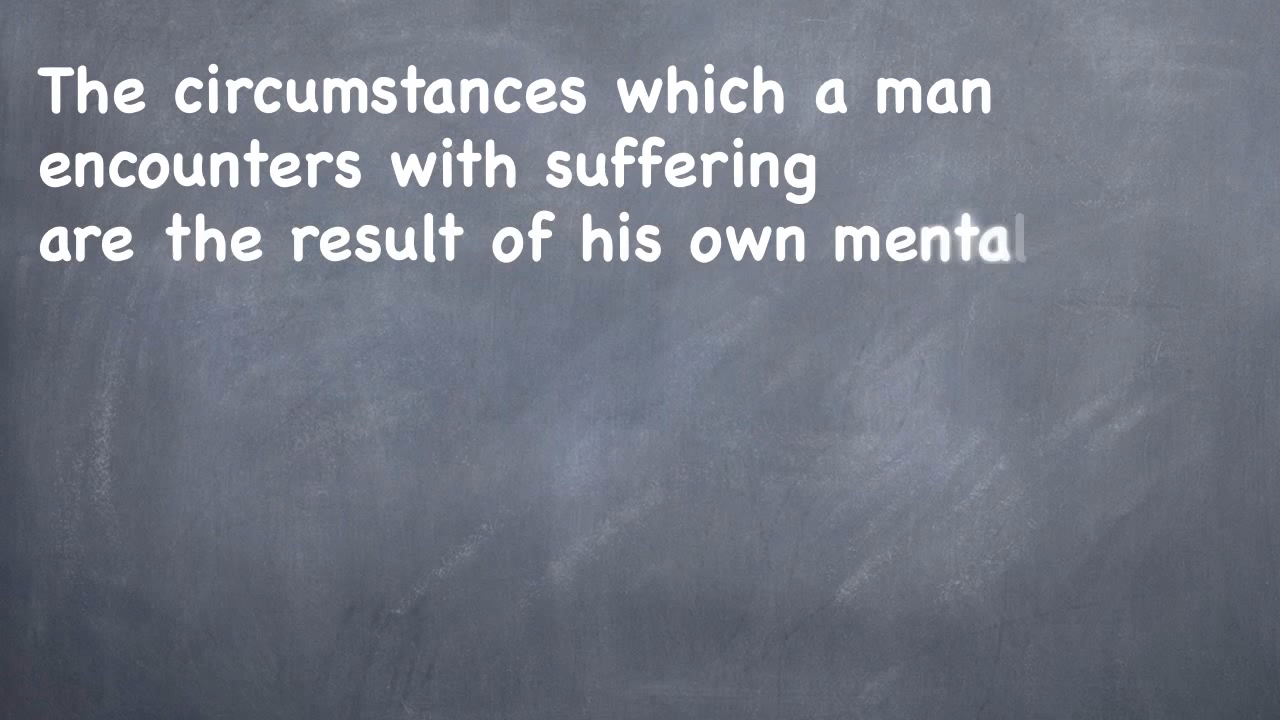 The circumstances which a man
encounters with suffering
are the result of his own mental